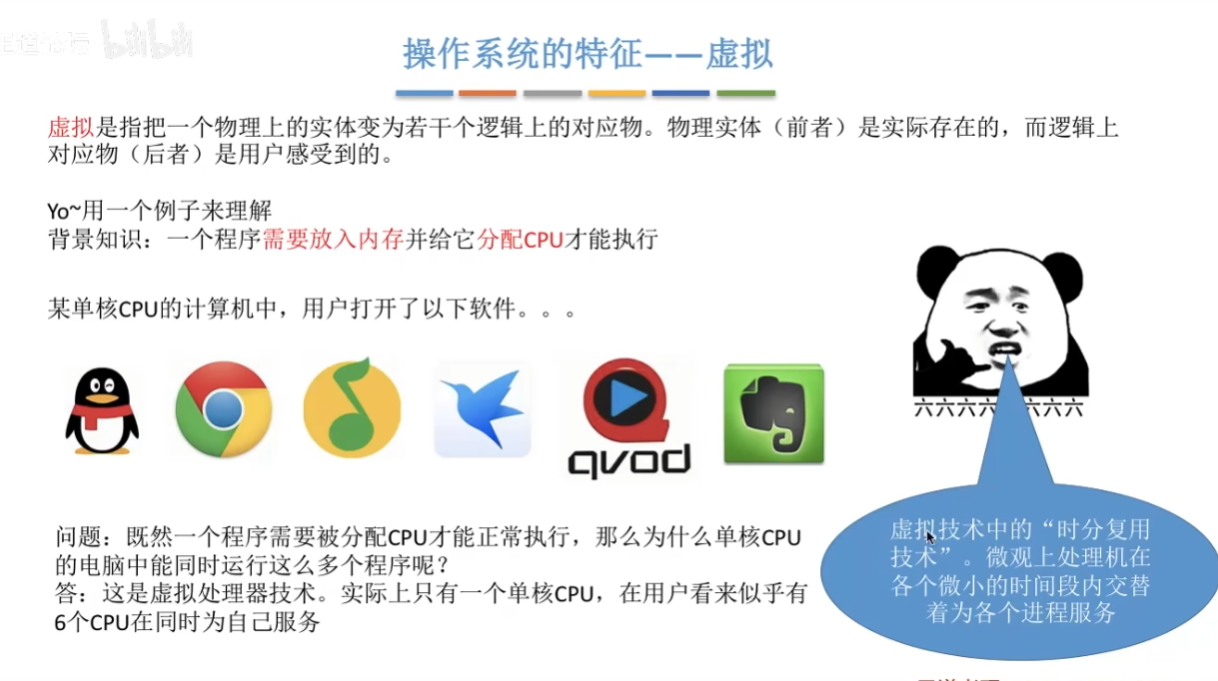 bilibili
操作系统的特征——虚拟
虚拟是指把一个物理上的实体变为若干个逻辑上的对应物。物理实体（前者）是实际存在的，而逻辑上
对应物（后者）是用户感受到的。
Yo~用一个例子来理解
背景知识：一个程序需要放入内存并给它分配CPU才能执行
某单核CPU的计算机中，用户打开了以下软件。。。
qvod
六六六六六六六六
问题：既然一个程序需要被分配CPU才能正常执行，那么为什么单核CPU
的电脑中能同时运行这么多个程序呢？
答：这是虚拟处理器技术。实际上只有一个单核CPU，在用户看来似乎有
6个CPU在同时为自己服务
虚拟技术中的“时分复用
技术”。微观上处理机在
各个微小的时间段内交替
着为各个进程服务